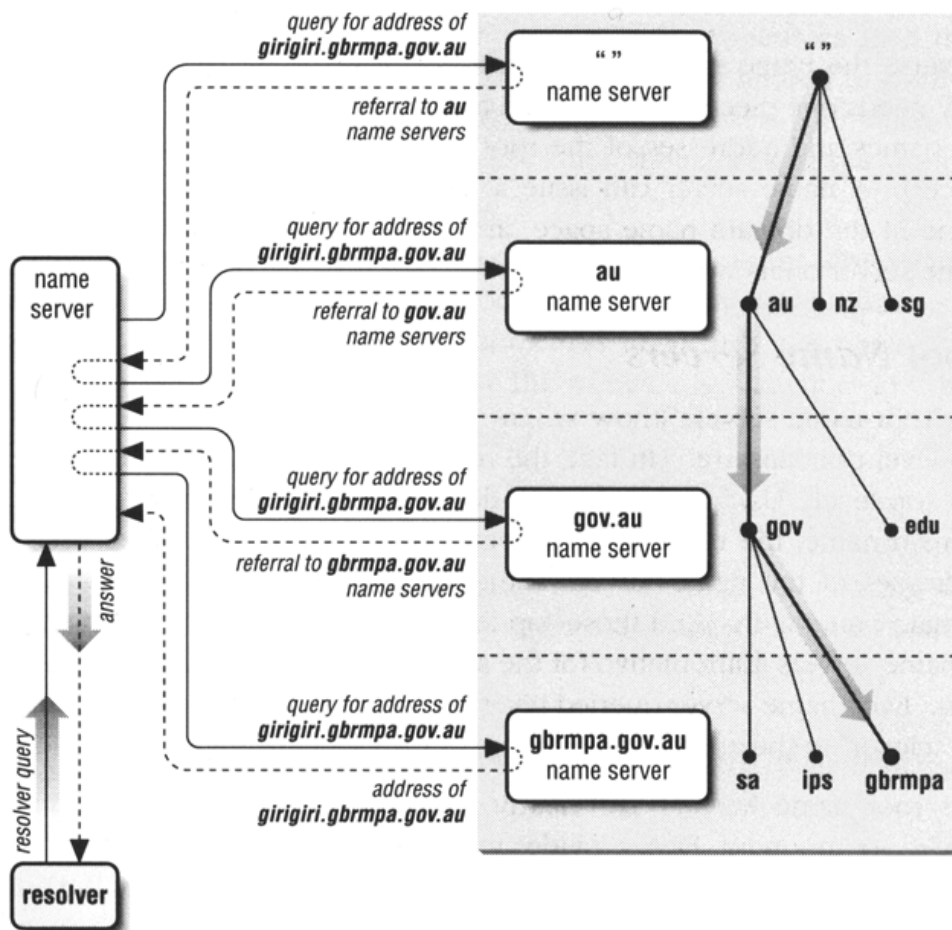 query for address of
girigiri.gbrmpa.gov.au
“ ”
name server
referral to au
name servers
“ ”
query for address of
girigiri.gbrmpa.gov.au
au
name server
referral to gov.au
name servers
au nz sg
name
server
query for address of
girigiri.gbrmpa.gov.au
gov.au
name server
referral to gbrmpa.gov.au
name servers
gov edu
answer
resolver query
query for address of
girigiri.gbrmpa.gov.au
gbrmpa.gov.au
name server
address of
girigiri.gbrmpa.gov.au
sa ips gbrmpa
resolver